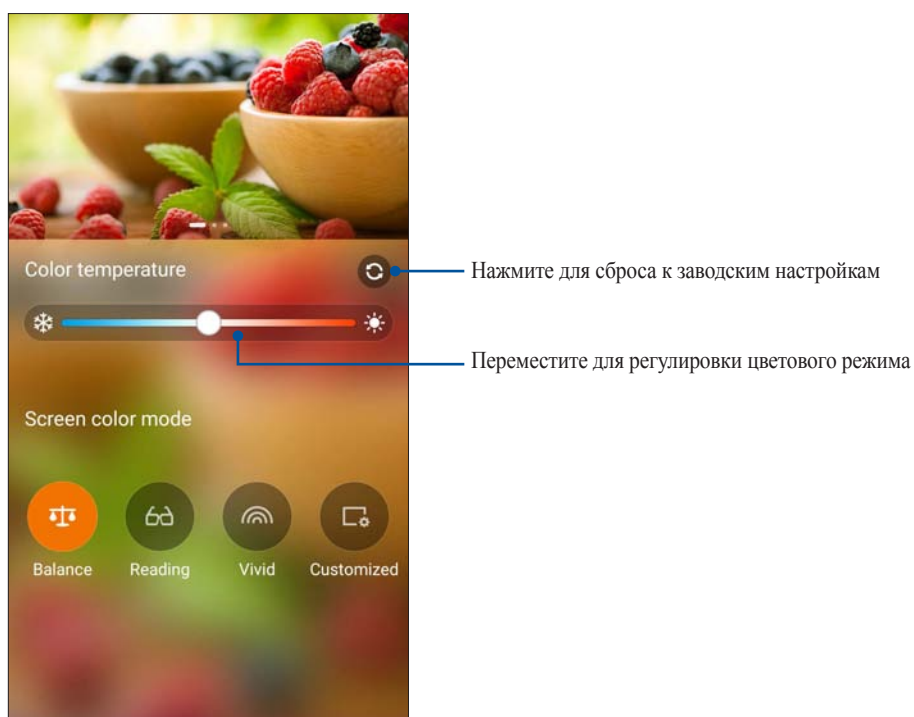 Color temperature
Нажмите для сброса к заводским настройкам
Переместите для регулировки цветового режима
Screen color mode
Balance Reading Vivid Customized